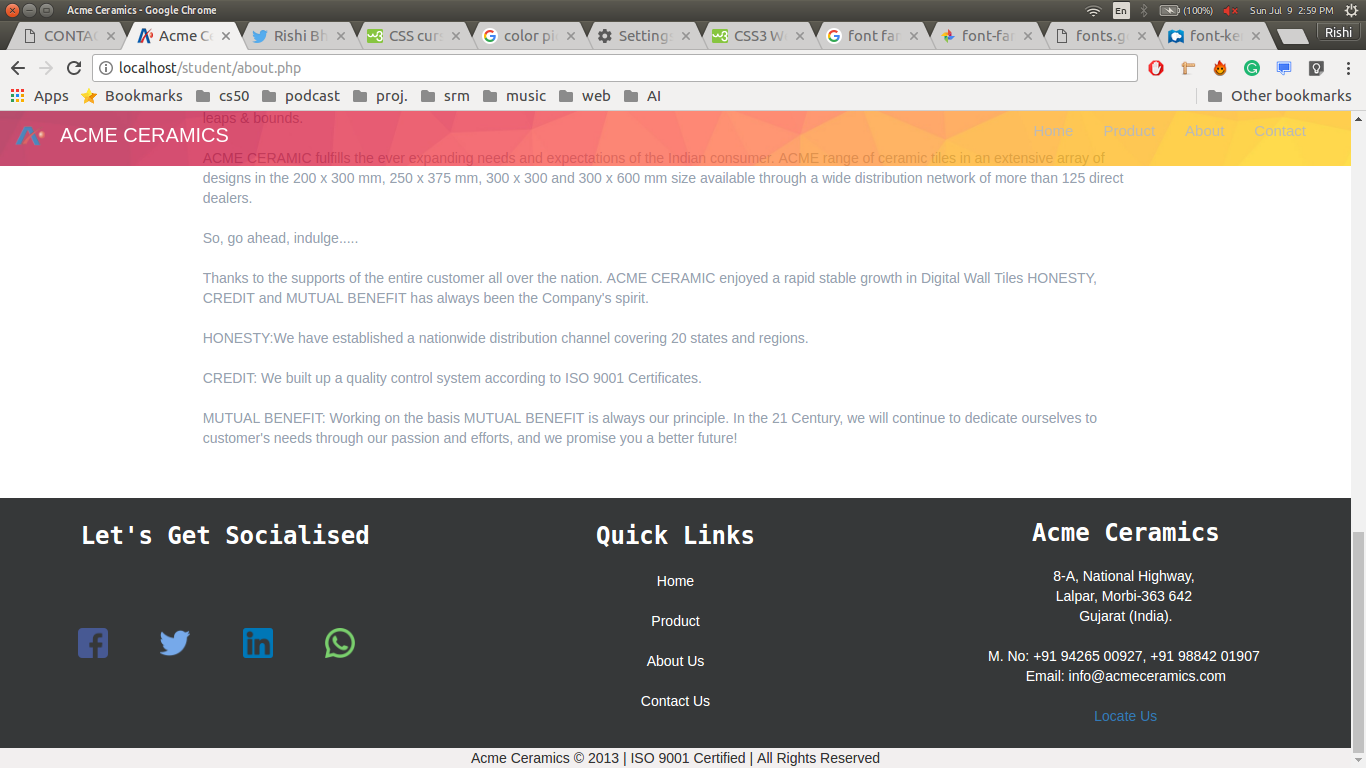 Acme Ceramics - Google Chrome
En
(100%)
Sun Jul 9 2:59 PM
Rishi
CONTA
Acme C
Rishi Bh
CSS curs
color pi
Setting
CSS3 W
font far
font-fa
fonts.g
font-ke
localhost/student/about.php
Apps
Bookmarks
cs50
podcast
proj.
srm
music
web
AI
Other bookmarks
leaps & bounds.
ACME CERAMICS
Home
Product
About
Contact
ACME CERAMIC fulfills the ever expanding needs and expectations of the Indian consumer. ACME range of ceramic tiles in an extensive array of
designs in the 200 x 300 mm, 250 x 375 mm, 300 x 300 and 300 x 600 mm size available through a wide distribution network of more than 125 direct
dealers.
So, go ahead, indulge.....
Thanks to the supports of the entire customer all over the nation. ACME CERAMIC enjoyed a rapid stable growth in Digital Wall Tiles HONESTY,
CREDIT and MUTUAL BENEFIT has always been the Company's spirit.
HONESTY:We have established a nationwide distribution channel covering 20 states and regions.
CREDIT: We built up a quality control system according to ISO 9001 Certificates.
MUTUAL BENEFIT: Working on the basis MUTUAL BENEFIT is always our principle. In the 21 Century, we will continue to dedicate ourselves to
customer's needs through our passion and efforts, and we promise you a better future!
Let's Get Socialised
Quick Links
Home
Product
About Us
Contact Us
Acme Ceramics
8-A, National Highway,
Lalpar, Morbi-363 642
Gujarat (India).
M. No: +91 94265 00927, +91 98842 01907
Email: info@acmeceramics.com
Locate Us
Acme Ceramics © 2013 | ISO 9001 Certified | All Rights Reserved